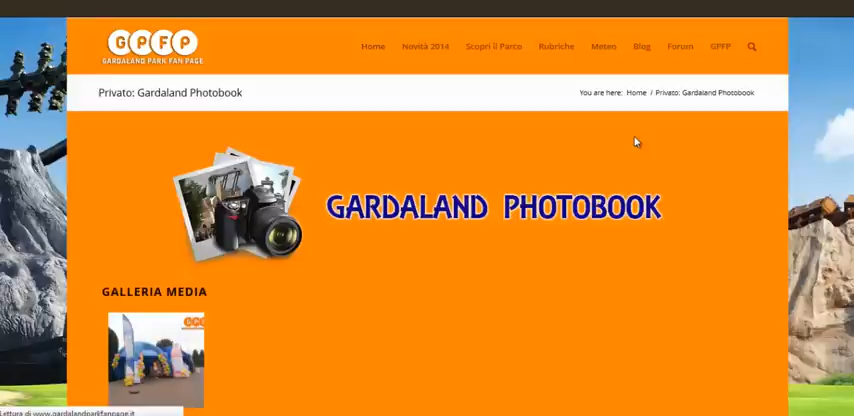 GPFP
GARDALAND PARK FAN PAGE
Home Novità 2014 Scopri il Parco Rubriche Meteo Blog Forum GPFP
Privato: Gardaland Photobook
You are here: Home / Privato: Gardaland Photobook
GARDALAND PHOTOBOOK
GALLERIA MEDIA
GPFP
Lettura di www.gardalandparkfanpage.it